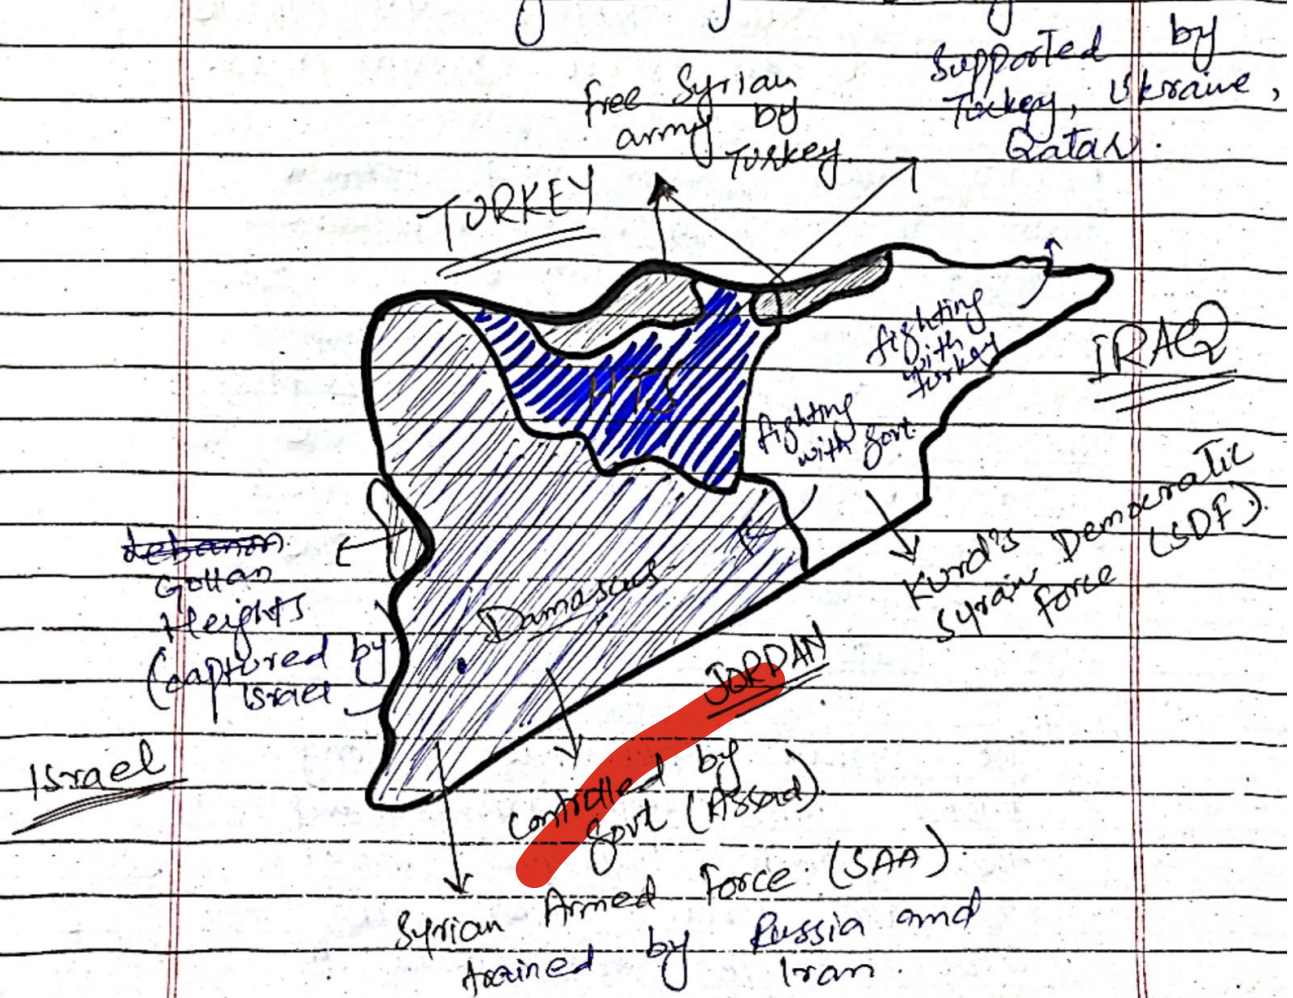 Supported by
Turkey, Ukraine,
Qatar.
Free Syrian
army by
Turkey.
TURKEY
fighting
with
turkey
IRAQ
HTS
fighting
with govt.
Kurd's
Syrain Democratic
force (SDF).
Lebanon
Gollan
Heights
(captured by
Israel
Damascus
JORDAN
Israel
Controlled by
govt (Assad).
Syrian Armed Force (SAA).
trained by Russia and
Iran.